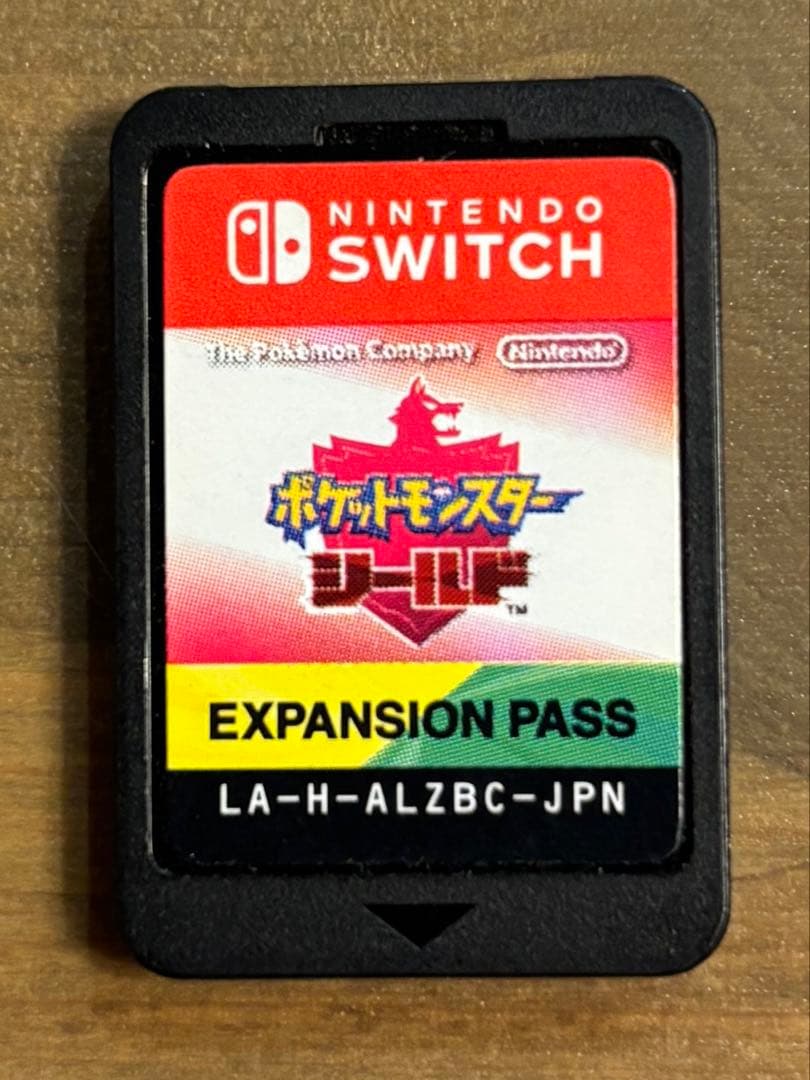 NINTENDO
SWITCH
The Pokémon Company Nintendo
ポケットモンスター
シールド
TM
EXPANSION PASS
LA-H-ALZBC-JPN